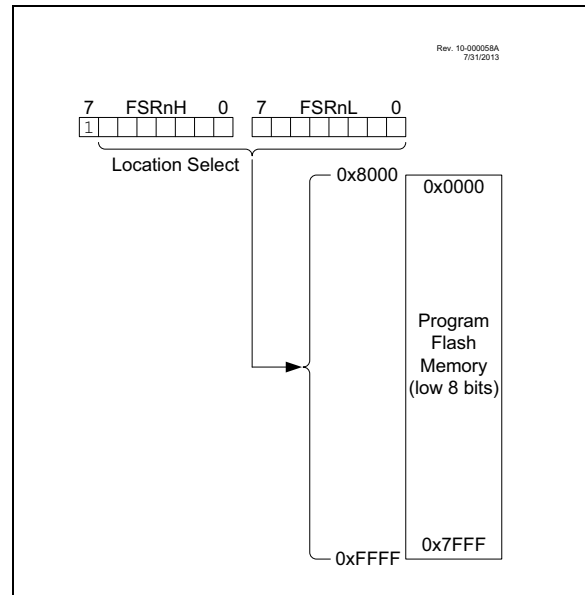 Rev. 10-000058A
7/31/2013
7 FSRnH 0 7 FSRnL 0
1
Location Select
0x8000 0x0000
Program
Flash
Memory
(low 8 bits)
0xFFFF 0x7FFF